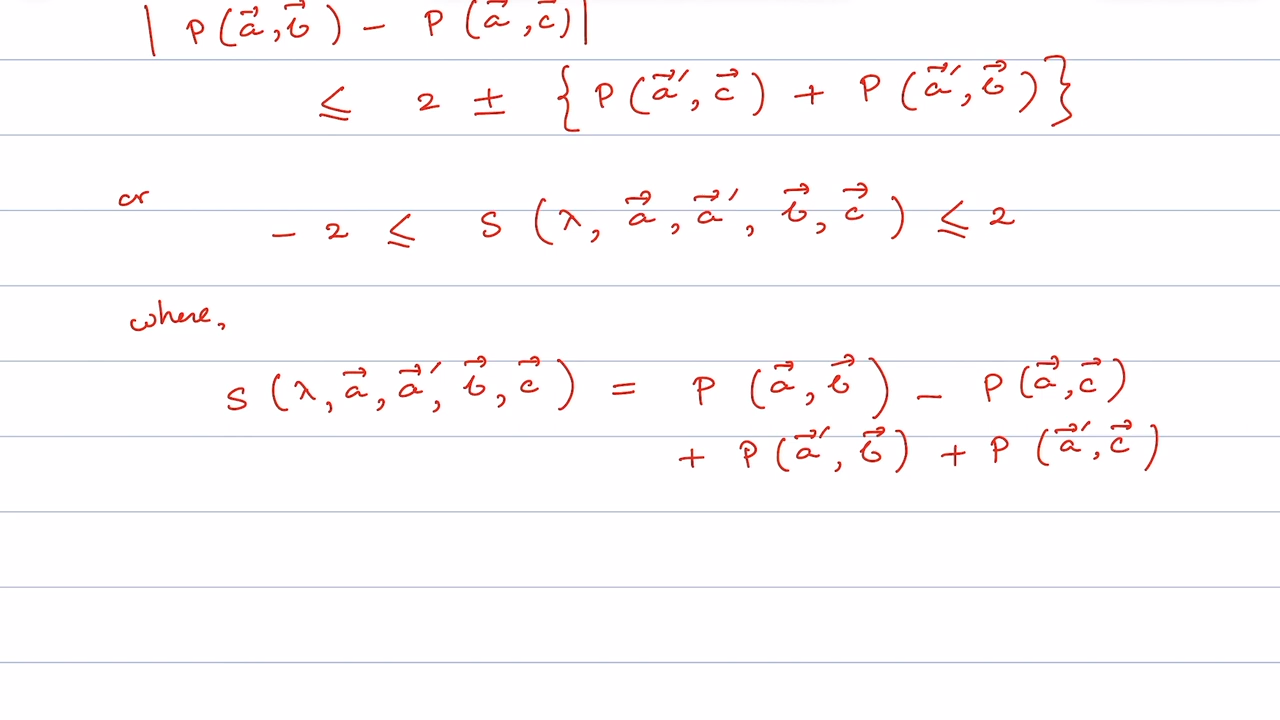 | P(a⃗, b⃗) − P(a⃗, c⃗) |
≤ 2 ± { P(a⃗′, c⃗) + P(a⃗′, b⃗) }
or
− 2 ≤ S(λ, a⃗, a⃗′, b⃗, c⃗) ≤ 2
where,
S(λ, a⃗, a⃗′, b⃗, c⃗) = P(a⃗, b⃗) − P(a⃗, c⃗)
+ P(a⃗′, b⃗) + P(a⃗′, c⃗)